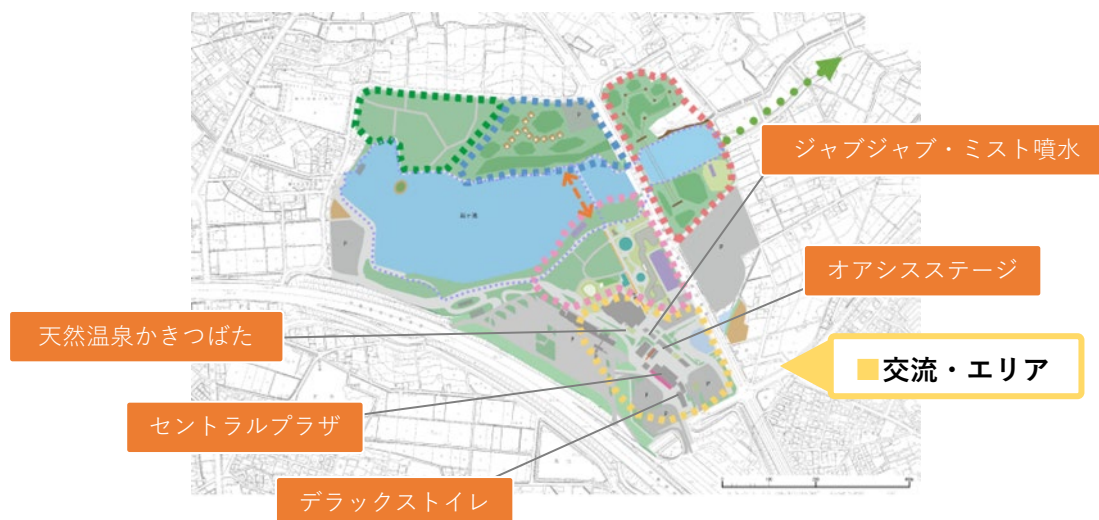 ジャブジャブ・ミスト噴水
オアシスステージ
天然温泉かきつばた
■交流・エリア
セントラルプラザ
デラックストイレ